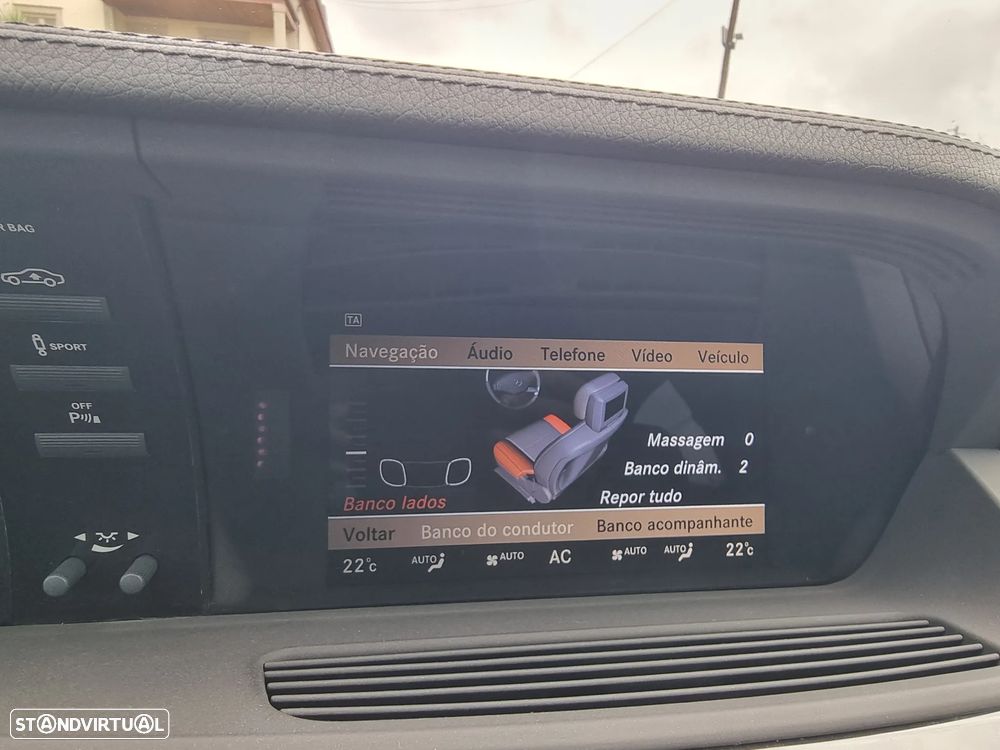 R BAG
SPORT
OFF
P
TA
Navegação Áudio Telefone Vídeo Veículo
Massagem 0
Banco dinâm. 2
Banco lados Repor tudo
Voltar Banco do condutor Banco acompanhante
22°C AUTO AUTO AC AUTO AUTO 22°C
STANDVIRTUAL